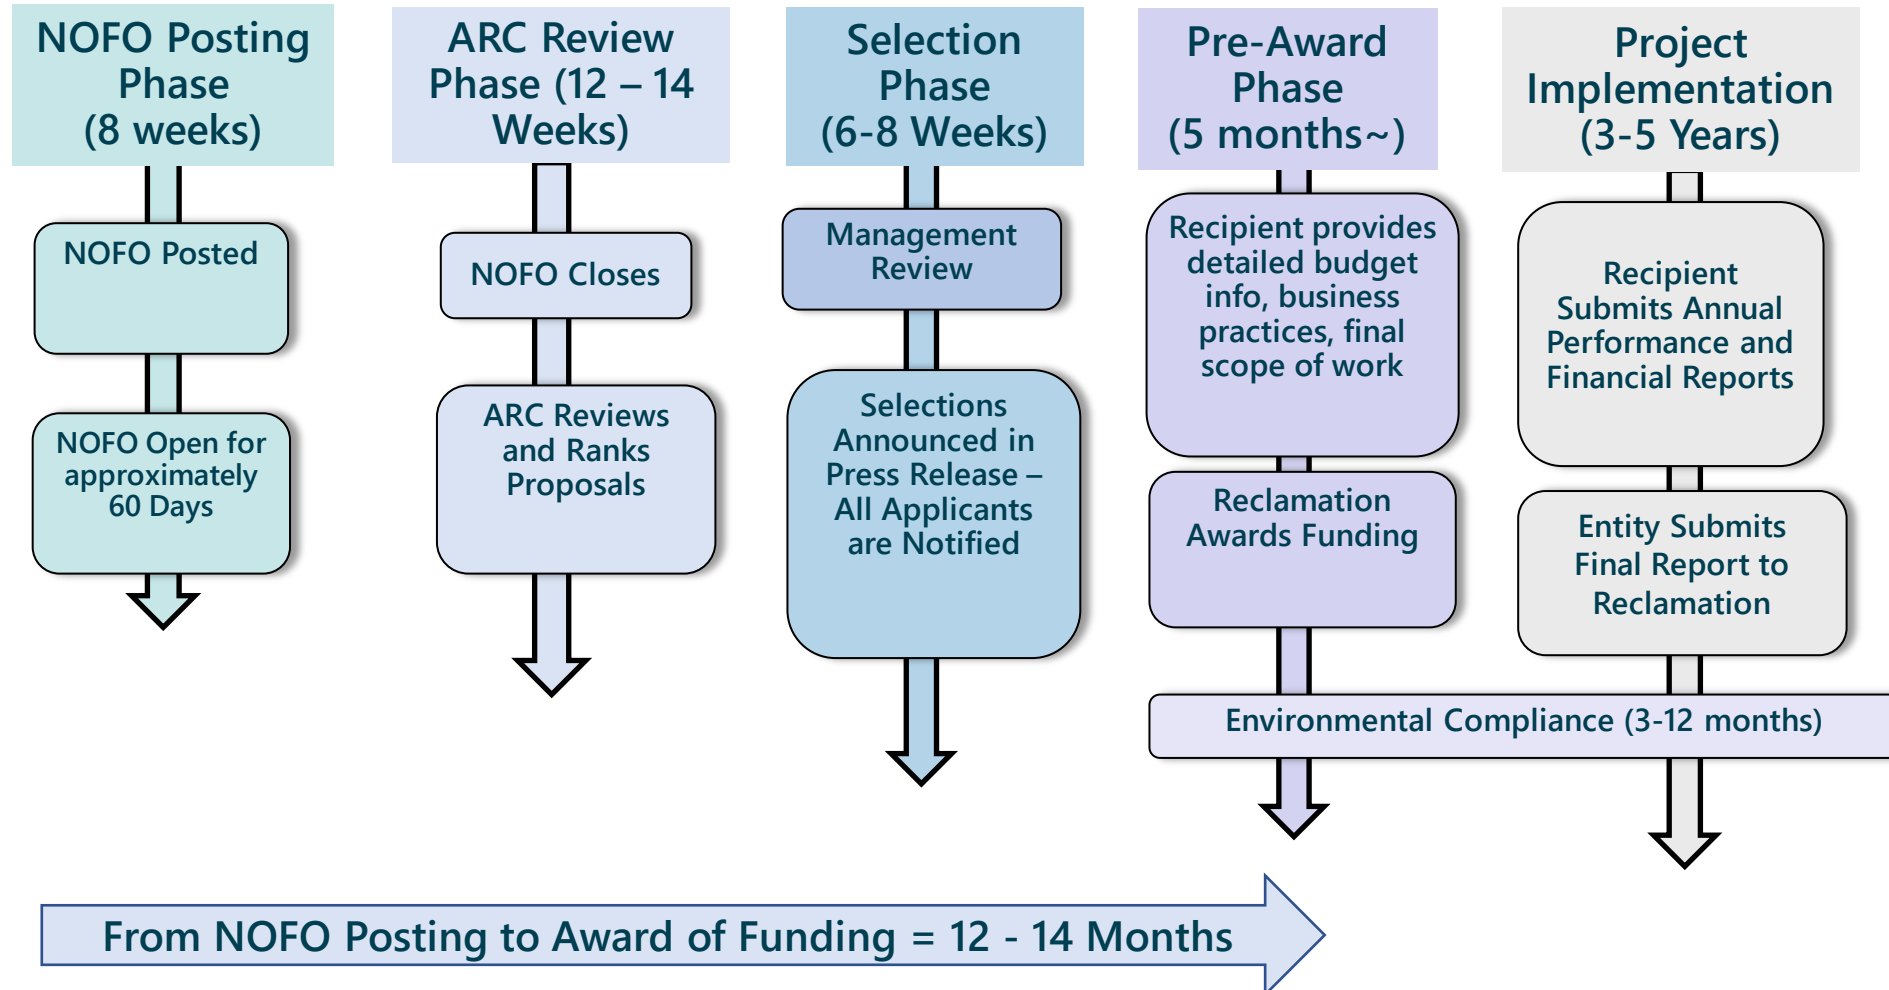 NOFO Posting
Phase
(8 weeks)
NOFO Posted
NOFO Open for
approximately
60 Days
ARC Review
Phase (12 – 14
Weeks)
NOFO Closes
ARC Reviews
and Ranks
Proposals
Selection
Phase
(6-8 Weeks)
Management
Review
Selections
Announced in
Press Release –
All Applicants
are Notified
Pre-Award
Phase
(5 months~)
Recipient provides
detailed budget
info, business
practices, final
scope of work
Reclamation
Awards Funding
Project
Implementation
(3-5 Years)
Recipient
Submits Annual
Performance and
Financial Reports
Entity Submits
Final Report to
Reclamation
Environmental Compliance (3-12 months)
From NOFO Posting to Award of Funding = 12 - 14 Months